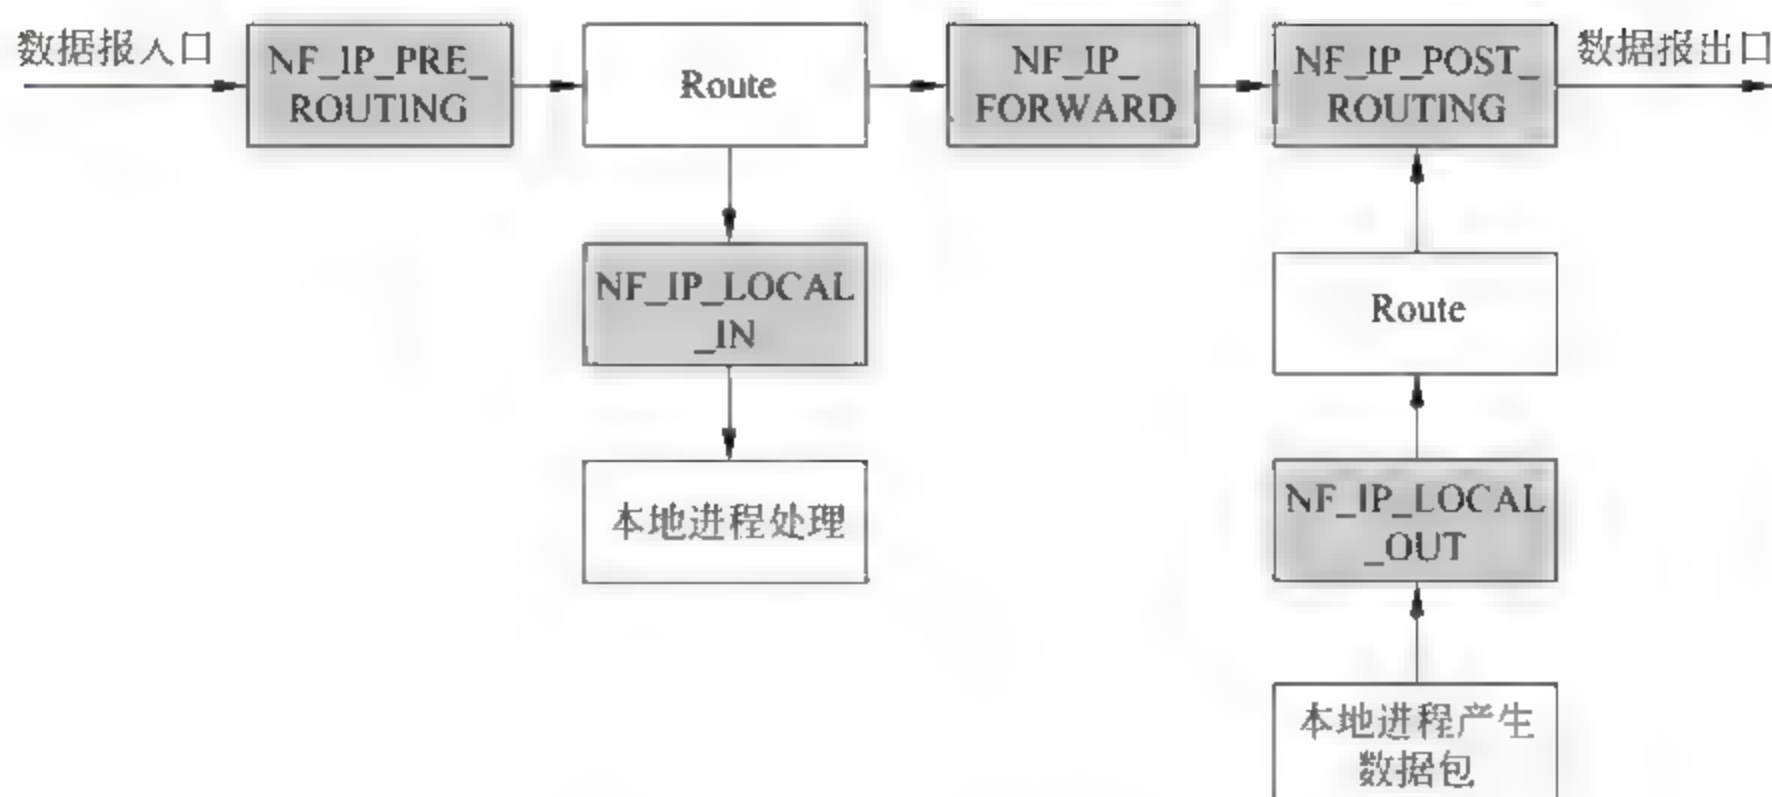 数据报入口
NF_IP_PRE_
ROUTING
Route
NF_IP_
FORWARD
NF_IP_POST_
ROUTING
数据报出口
NF_IP_LOCAL
_IN
Route
本地进程处理
NF_IP_LOCAL
_OUT
本地进程产生
数据包